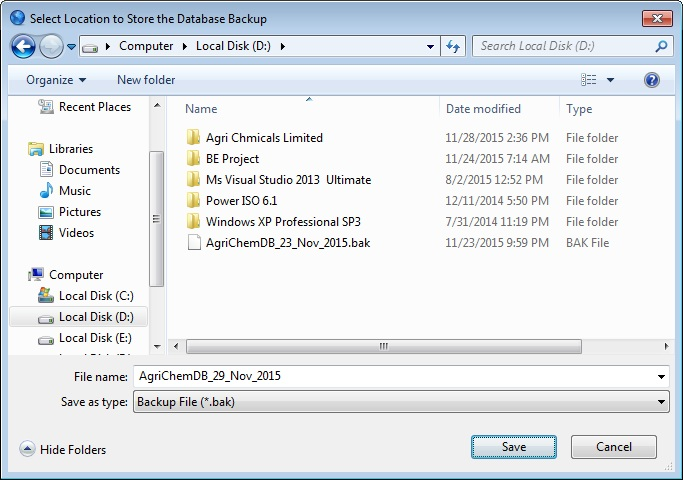 Select Location to Store the Database Backup
Computer Local Disk (D:) Search Local Disk (D:)
Organize New folder
Name Date modified Type
Recent Places
Libraries
Documents
Music
Pictures
Videos
Computer
Local Disk (C:)
Local Disk (D:)
Local Disk (E:)
Agri Chmicals Limited 11/28/2015 2:36 PM File folder
BE Project 11/24/2015 7:14 AM File folder
Ms Visual Studio 2013 Ultimate 8/2/2015 12:52 PM File folder
Power ISO 6.1 12/11/2014 5:50 PM File folder
Windows XP Professional SP3 7/31/2014 11:19 PM File folder
AgriChemDB_23_Nov_2015.bak 11/23/2015 9:59 PM BAK File
File name: AgriChemDB_29_Nov_2015
Save as type: Backup File (*.bak)
Hide Folders Save Cancel